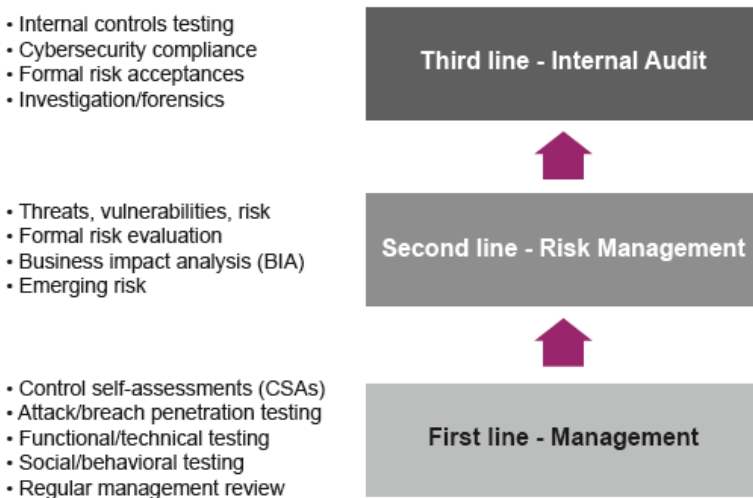 • Internal controls testing
• Cybersecurity compliance
• Formal risk acceptances
• Investigation/forensics
Third line - Internal Audit
• Threats, vulnerabilities, risk
• Formal risk evaluation
• Business impact analysis (BIA)
• Emerging risk
Second line - Risk Management
• Control self-assessments (CSAs)
• Attack/breach penetration testing
• Functional/technical testing
• Social/behavioral testing
• Regular management review
First line - Management